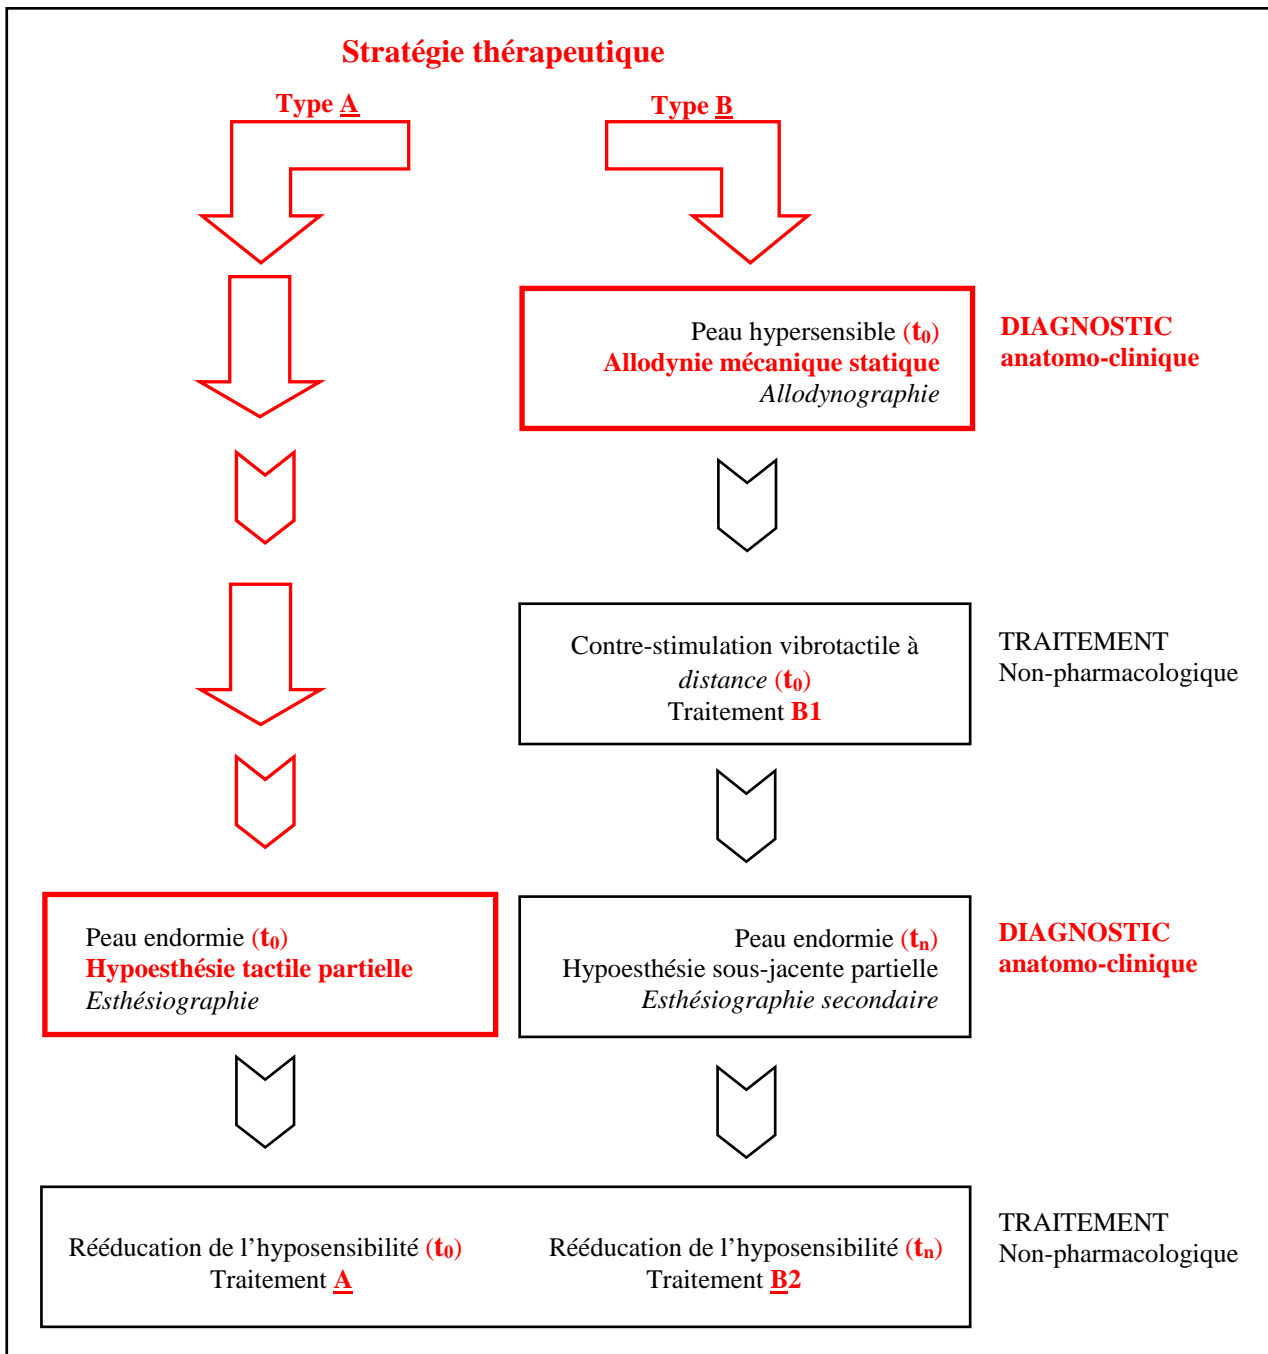 Stratégie thérapeutique
Type A
Type B
Peau hypersensible (t0)
Allodynie mécanique statique
Allodynographie
DIAGNOSTIC
anatomo-clinique
Contre-stimulation vibrotactile à
distance (t0)
Traitement B1
TRAITEMENT
Non-pharmacologique
Peau endormie (t0)
Hypoesthésie tactile partielle
Esthésiographie
Peau endormie (tn)
Hypoesthésie sous-jacente partielle
Esthésiographie secondaire
DIAGNOSTIC
anatomo-clinique
Rééducation de l’hyposensibilité (t0)
Traitement A
Rééducation de l’hyposensibilité (tn)
Traitement B2
TRAITEMENT
Non-pharmacologique